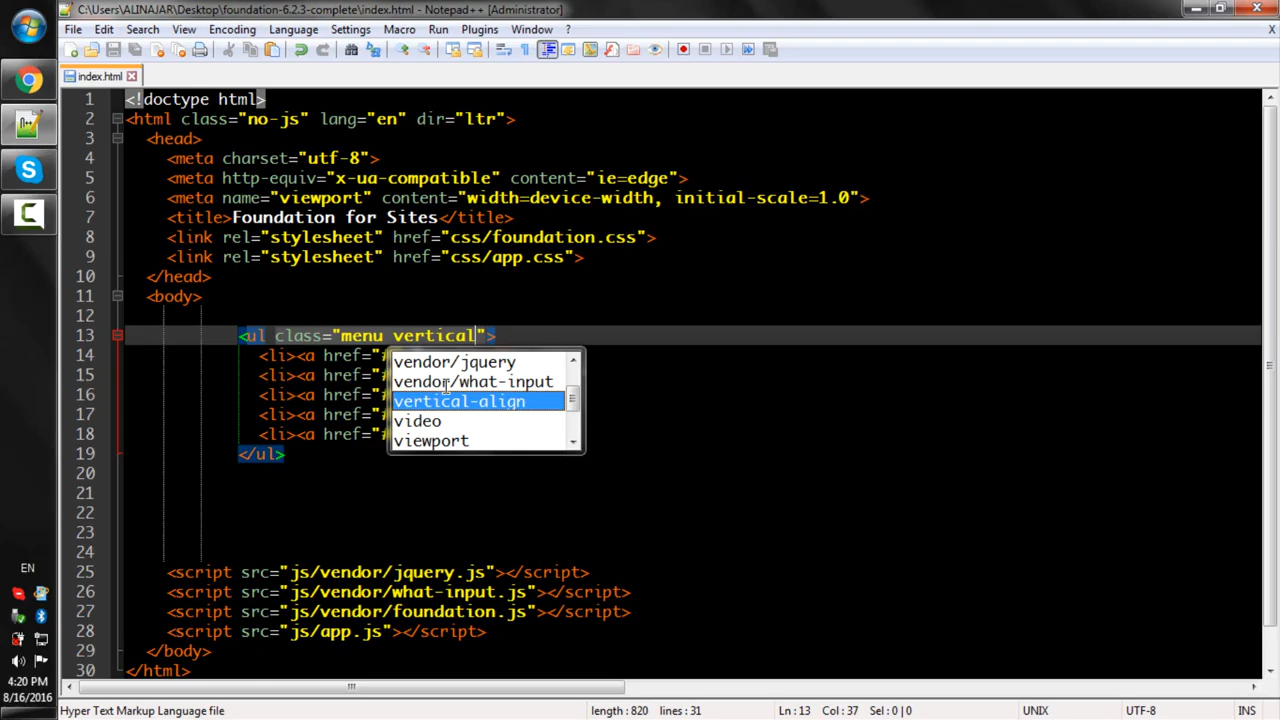 C:\Users\ALINAJAR\Desktop\foundation-6.2.3-complete\index.html - Notepad++ [Administrator]
File Edit Search View Encoding Language Settings Macro Run Plugins Window ? X
index.html
1 <!doctype html>
2 <html class="no-js" lang="en" dir="ltr">
3 <head>
4 <meta charset="utf-8">
5 <meta http-equiv="x-ua-compatible" content="ie=edge">
6 <meta name="viewport" content="width=device-width, initial-scale=1.0">
7 <title>Foundation for Sites</title>
8 <link rel="stylesheet" href="css/foundation.css">
9 <link rel="stylesheet" href="css/app.css">
10 </head>
11 <body>
12
13 <ul class="menu vertical">
14 <li><a href="#
15 <li><a href="#
16 <li><a href="#
17 <li><a href="#
18 <li><a href="#
vendor/jquery
vendor/what-input
vertical-align
video
viewport
19 </ul>
20
21
22
23
24
25 <script src="js/vendor/jquery.js"></script>
26 <script src="js/vendor/what-input.js"></script>
27 <script src="js/vendor/foundation.js"></script>
28 <script src="js/app.js"></script>
29 </body>
30 </html>
EN
4:20 PM
8/16/2016
Hyper Text Markup Language file length : 820 lines : 31 Ln : 13 Col : 37 Sel : 0 | 0 UNIX UTF-8 INS